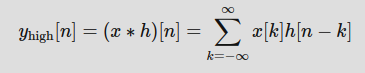 y_high[n] = (x ∗ h)[n] = ∑_{k=−∞}^{∞} x[k]h[n − k]